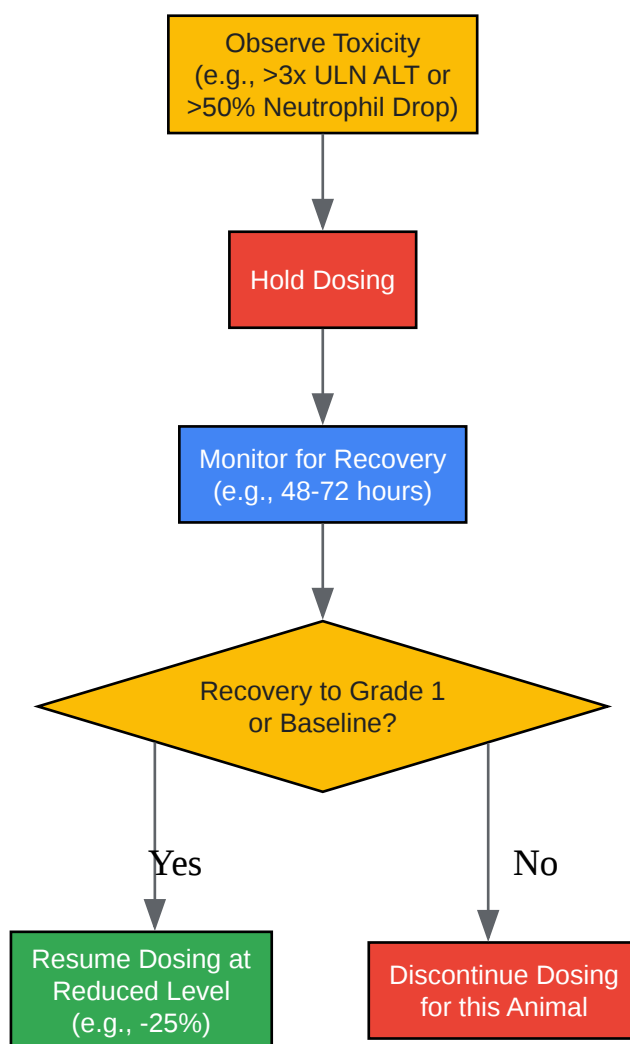 Observe Toxicity
(e.g., >3x ULN ALT or
>50% Neutrophil Drop)
Hold Dosing
Monitor for Recovery
(e.g., 48-72 hours)
Recovery to Grade 1
or Baseline?
Yes
No
Resume Dosing at
Reduced Level
(e.g., -25%)
Discontinue Dosing
for this Animal